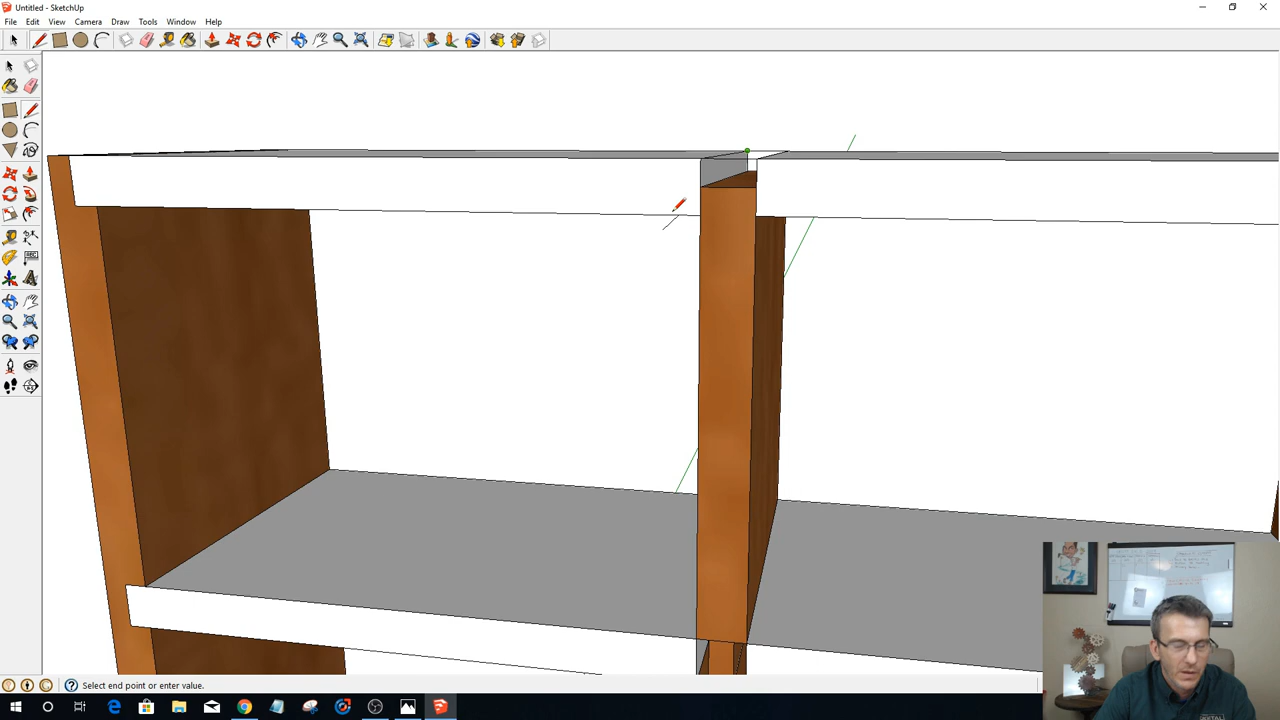 Untitled - SketchUp
File Edit View Camera Draw Tools Window Help
Select end point or enter value.